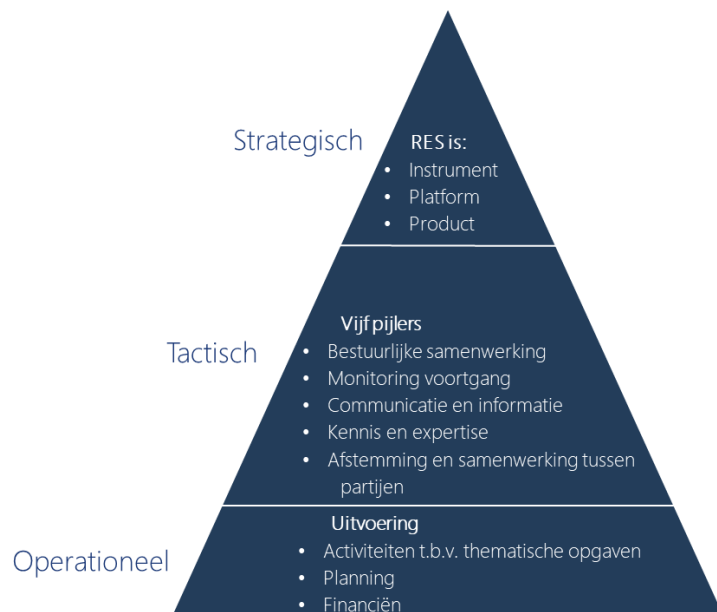 Strategisch
RES is:
• Instrument
• Platform
• Product
Tactisch
Vijf pijlers
• Bestuurlijke samenwerking
• Monitoring voortgang
• Communicatie en informatie
• Kennis en expertise
• Afstemming en samenwerking tussen
partijen
Operationeel
Uitvoering
• Activiteiten t.b.v. thematische opgaven
• Planning
• Financiën